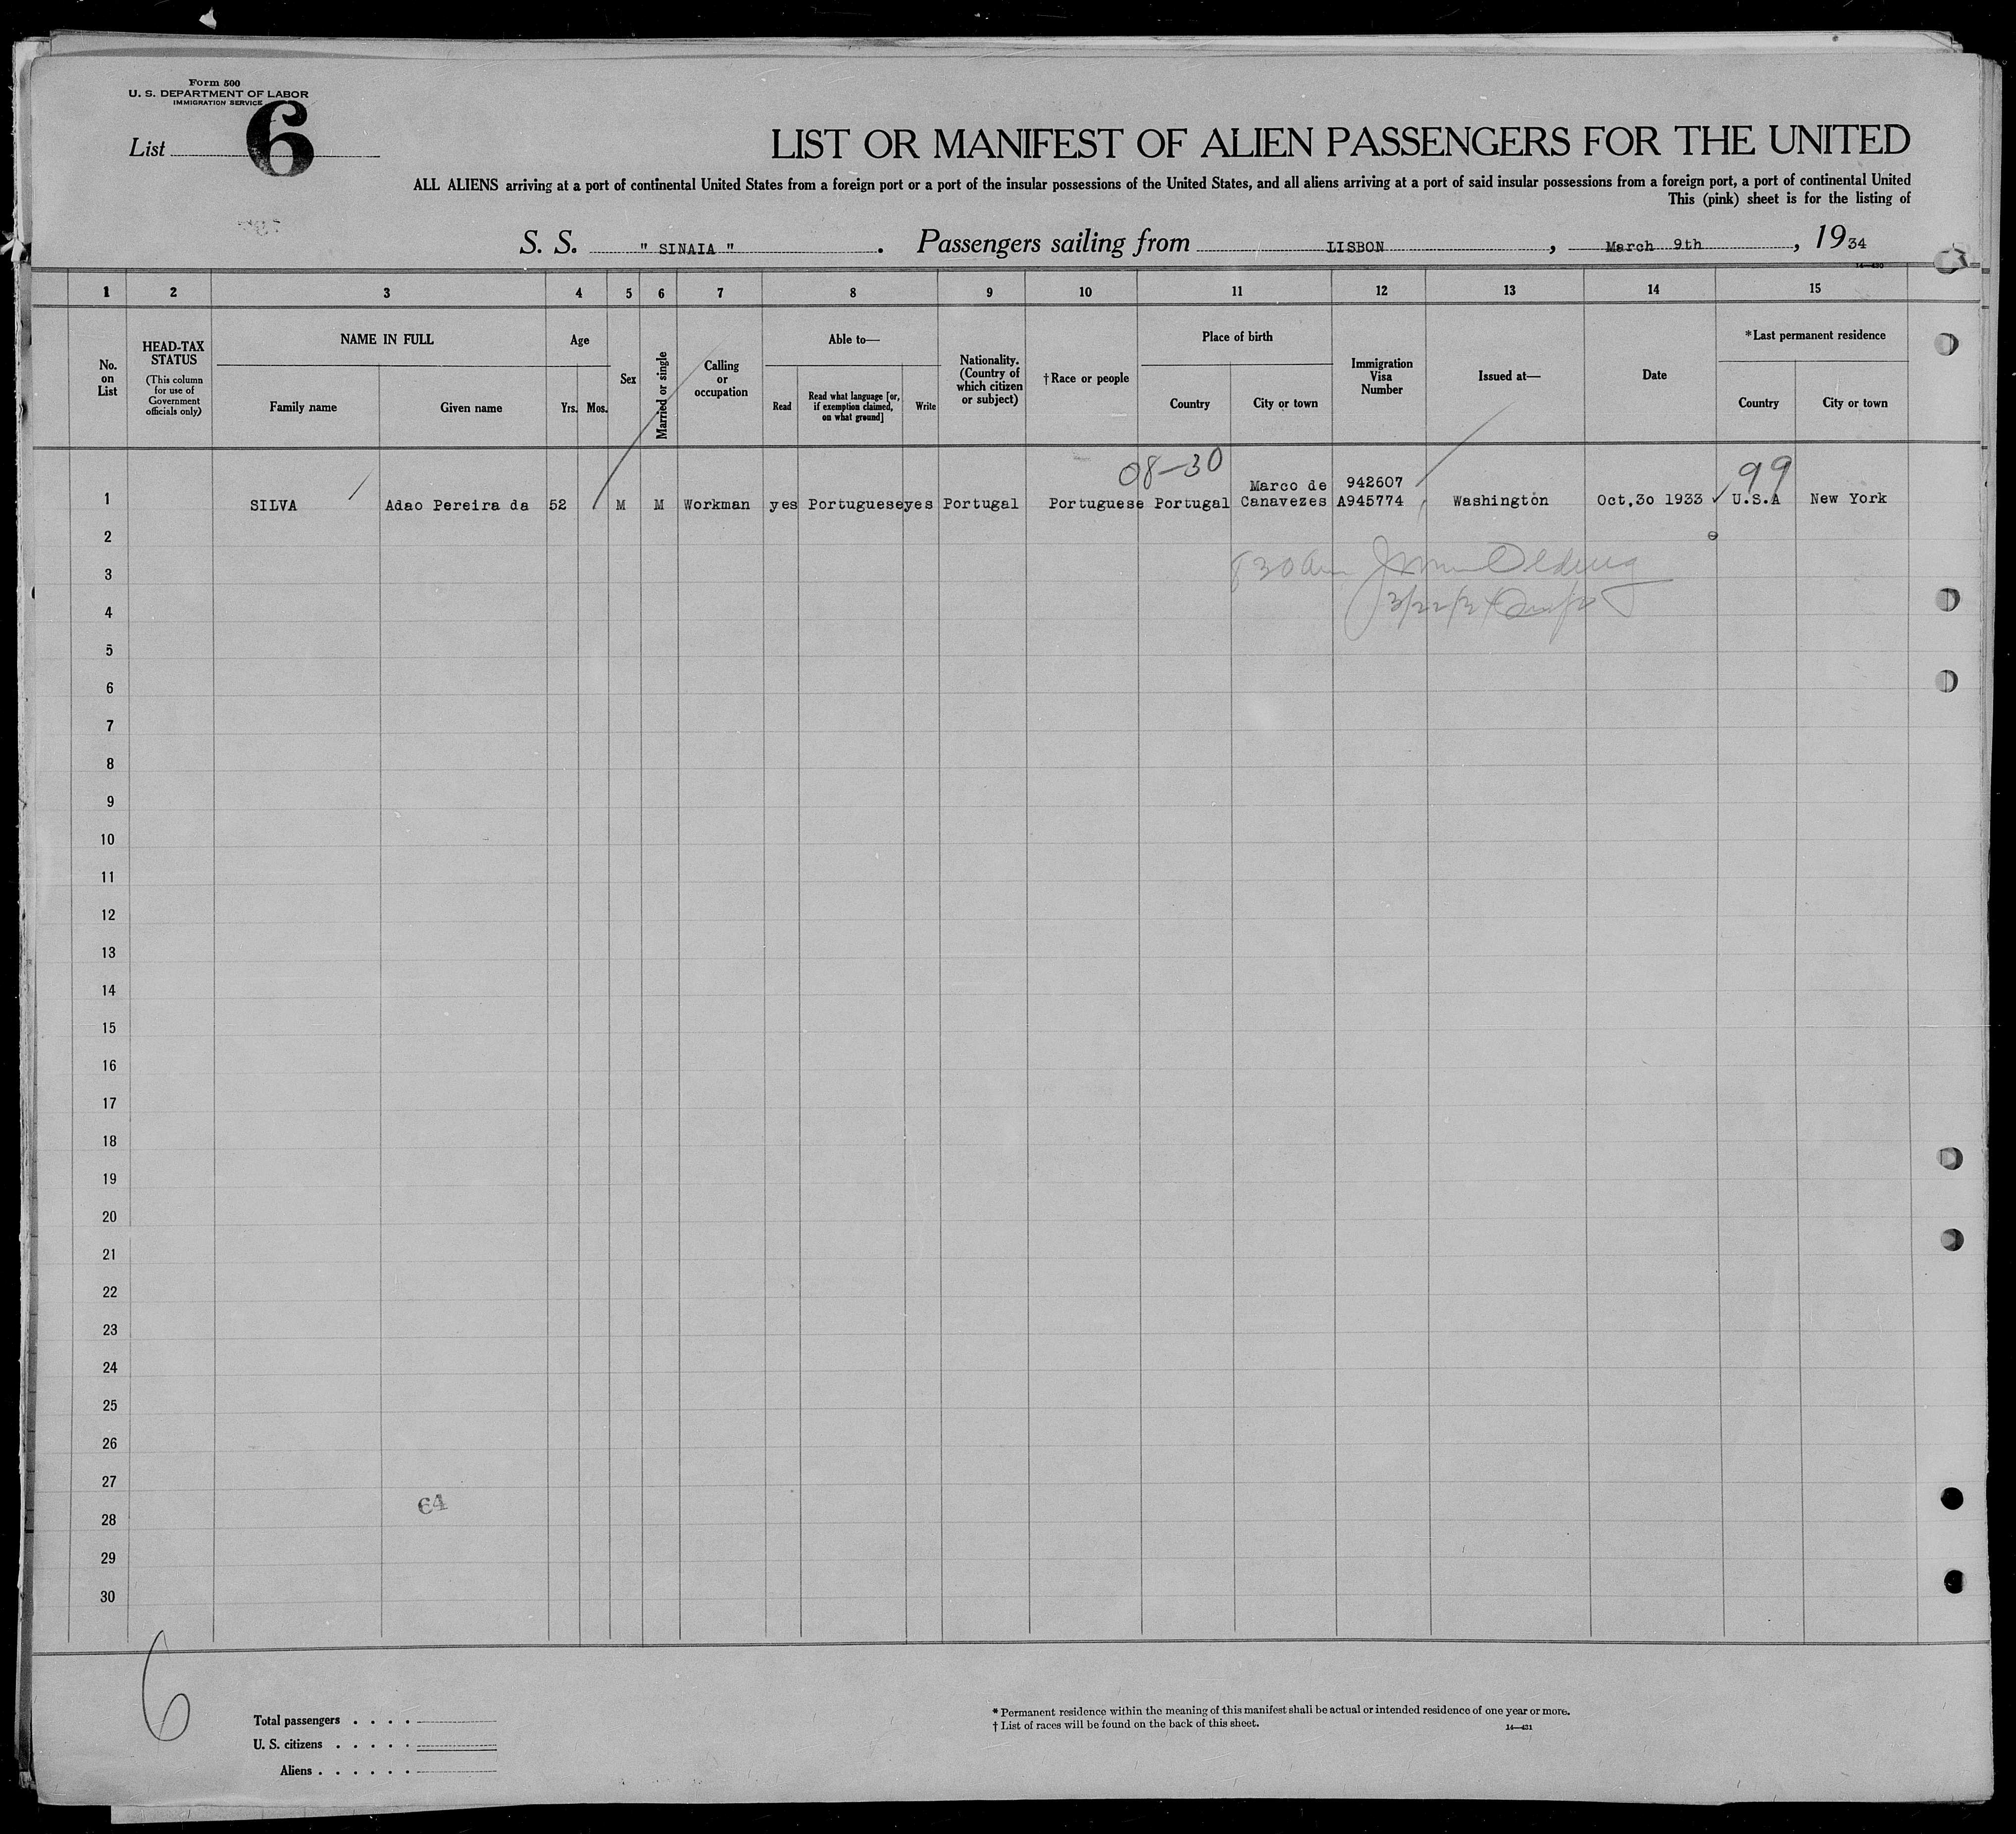 Form 500
U. S. DEPARTMENT OF LABOR
IMMIGRATION SERVICE
List 6
LIST OR MANIFEST OF ALIEN PASSENGERS FOR THE UNITED
ALL ALIENS arriving at a port of continental United States from a foreign port or a port of the insular possessions of the United States, and all aliens arriving at a port of said insular possessions from a foreign port, a port of continental United
This (pink) sheet is for the listing of
S. S. " SINAIA " . Passengers sailing from LISBON , March 9th , 1934
1 2 3 4 5 6 7 8 9 10 11 12 13 14 15
No. on List
HEAD-TAX STATUS
(This column for use of Government officials only)
NAME IN FULL
Family name
Given name
Age
Yrs. Mos.
Sex
Married or single
Calling or occupation
Able to—
Read
Read what language [or, if exemption claimed, on what ground]
Write
Nationality. (Country of which citizen or subject)
†Race or people
Place of birth
Country
City or town
Immigration Visa Number
Issued at—
Date
*Last permanent residence
Country
City or town
08-30
99
1 SILVA Adao Pereira da 52 M M Workman yes Portuguese yes Portugal Portuguese Portugal Marco de Canavezes 942607 A945774 Washington Oct,30 1933 U.S.A New York
2
3
4
5
6
7
8
9
10
11
12
13
14
15
16
17
18
19
20
21
22
23
24
25
26
27
64
28
29
30
6
Total passengers . . . .
U. S. citizens . . . . .
Aliens . . . . . .
* Permanent residence within the meaning of this manifest shall be actual or intended residence of one year or more.
† List of races will be found on the back of this sheet.
14—421